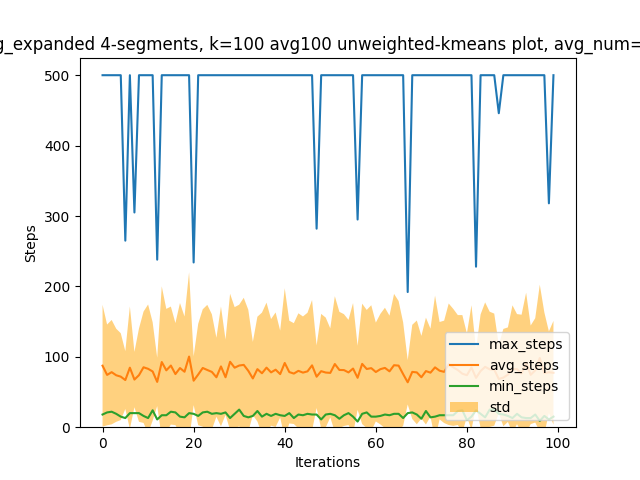 g_expanded 4-segments, k=100 avg100 unweighted-kmeans plot, avg_num=
500
400
300
200
100
0
Steps
max_steps
avg_steps
min_steps
std
0 20 40 60 80 100
Iterations